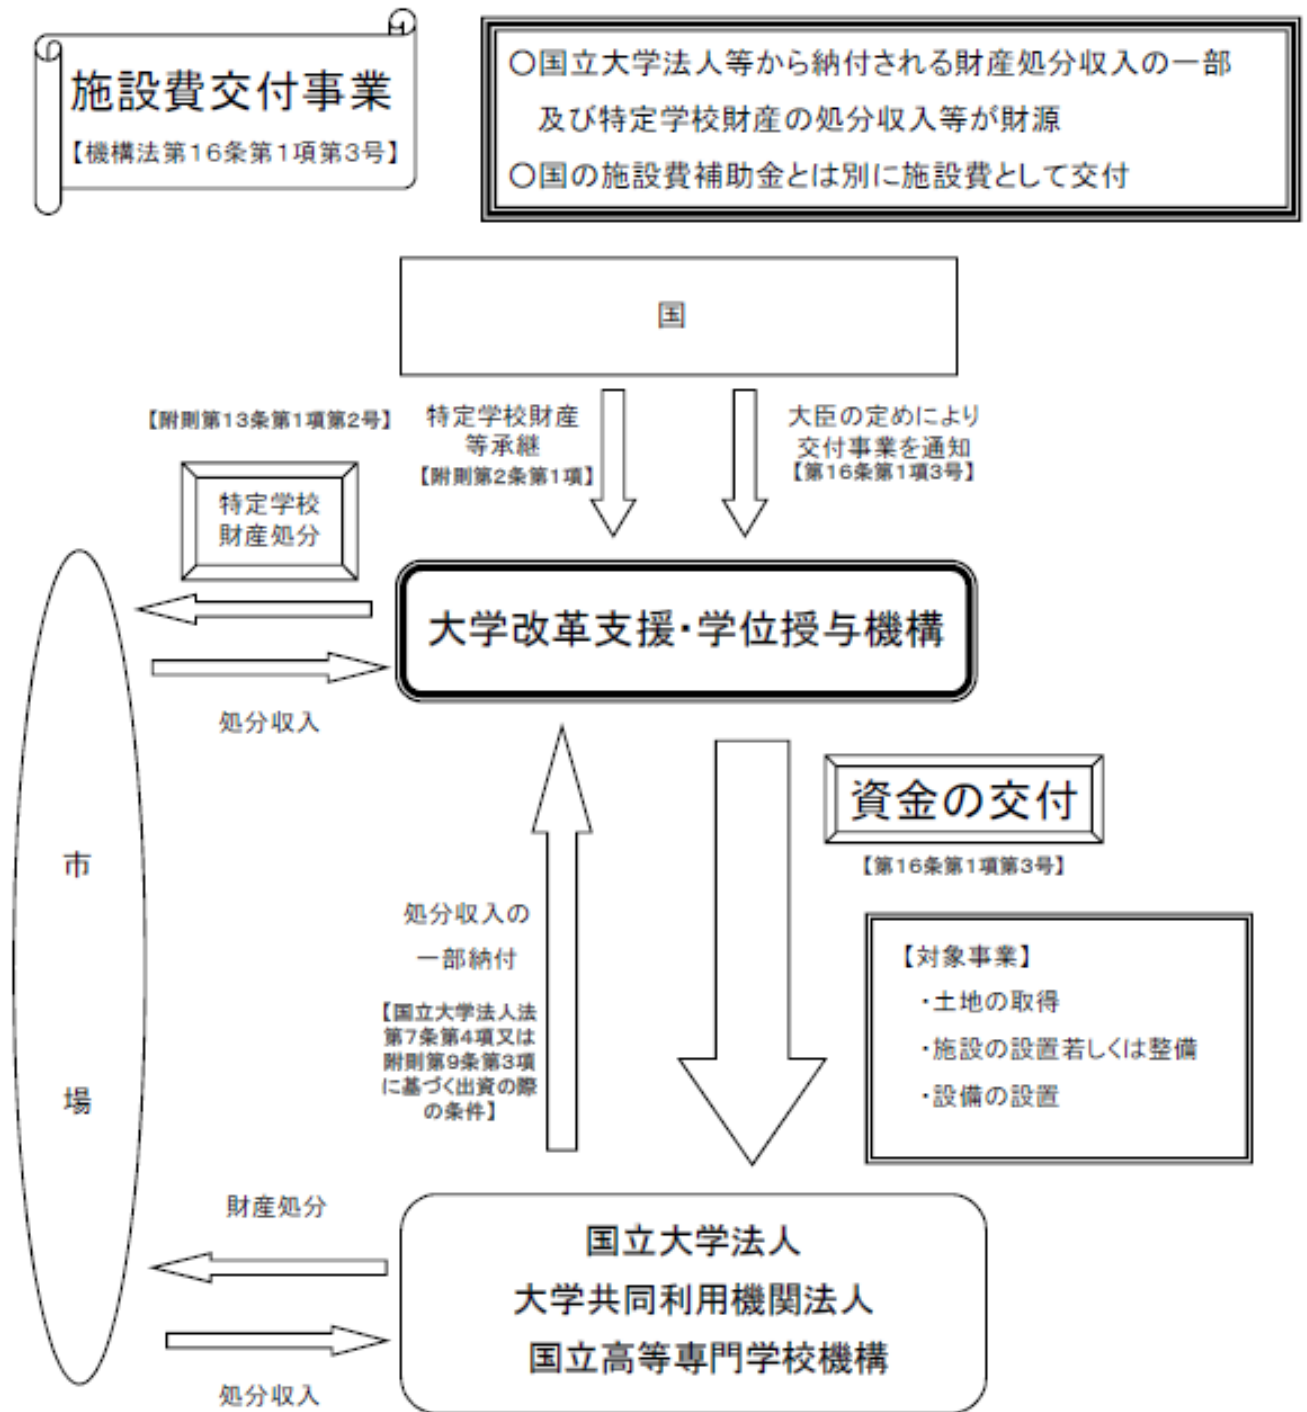 施設費交付事業
【機構法第16条第1項第3号】
〇国立大学法人等から納付される財産処分収入の一部
及び特定学校財産の処分収入等が財源
〇国の施設費補助金とは別に施設費として交付
国
【附則第13条第1項第2号】
特定学校財産
等承継
【附則第2条第1項】
大臣の定めにより
交付事業を通知
【第16条第1項3号】
特定学校
財産処分
大学改革支援・学位授与機構
処分収入
資金の交付
【第16条第1項第3号】
市
場
処分収入の
一部納付
【国立大学法人法
第7条第4項又は
附則第9条第3項
に基づく出資の際
の条件】
【対象事業】
・土地の取得
・施設の設置若しくは整備
・設備の設置
財産処分
国立大学法人
大学共同利用機関法人
国立高等専門学校機構
処分収入